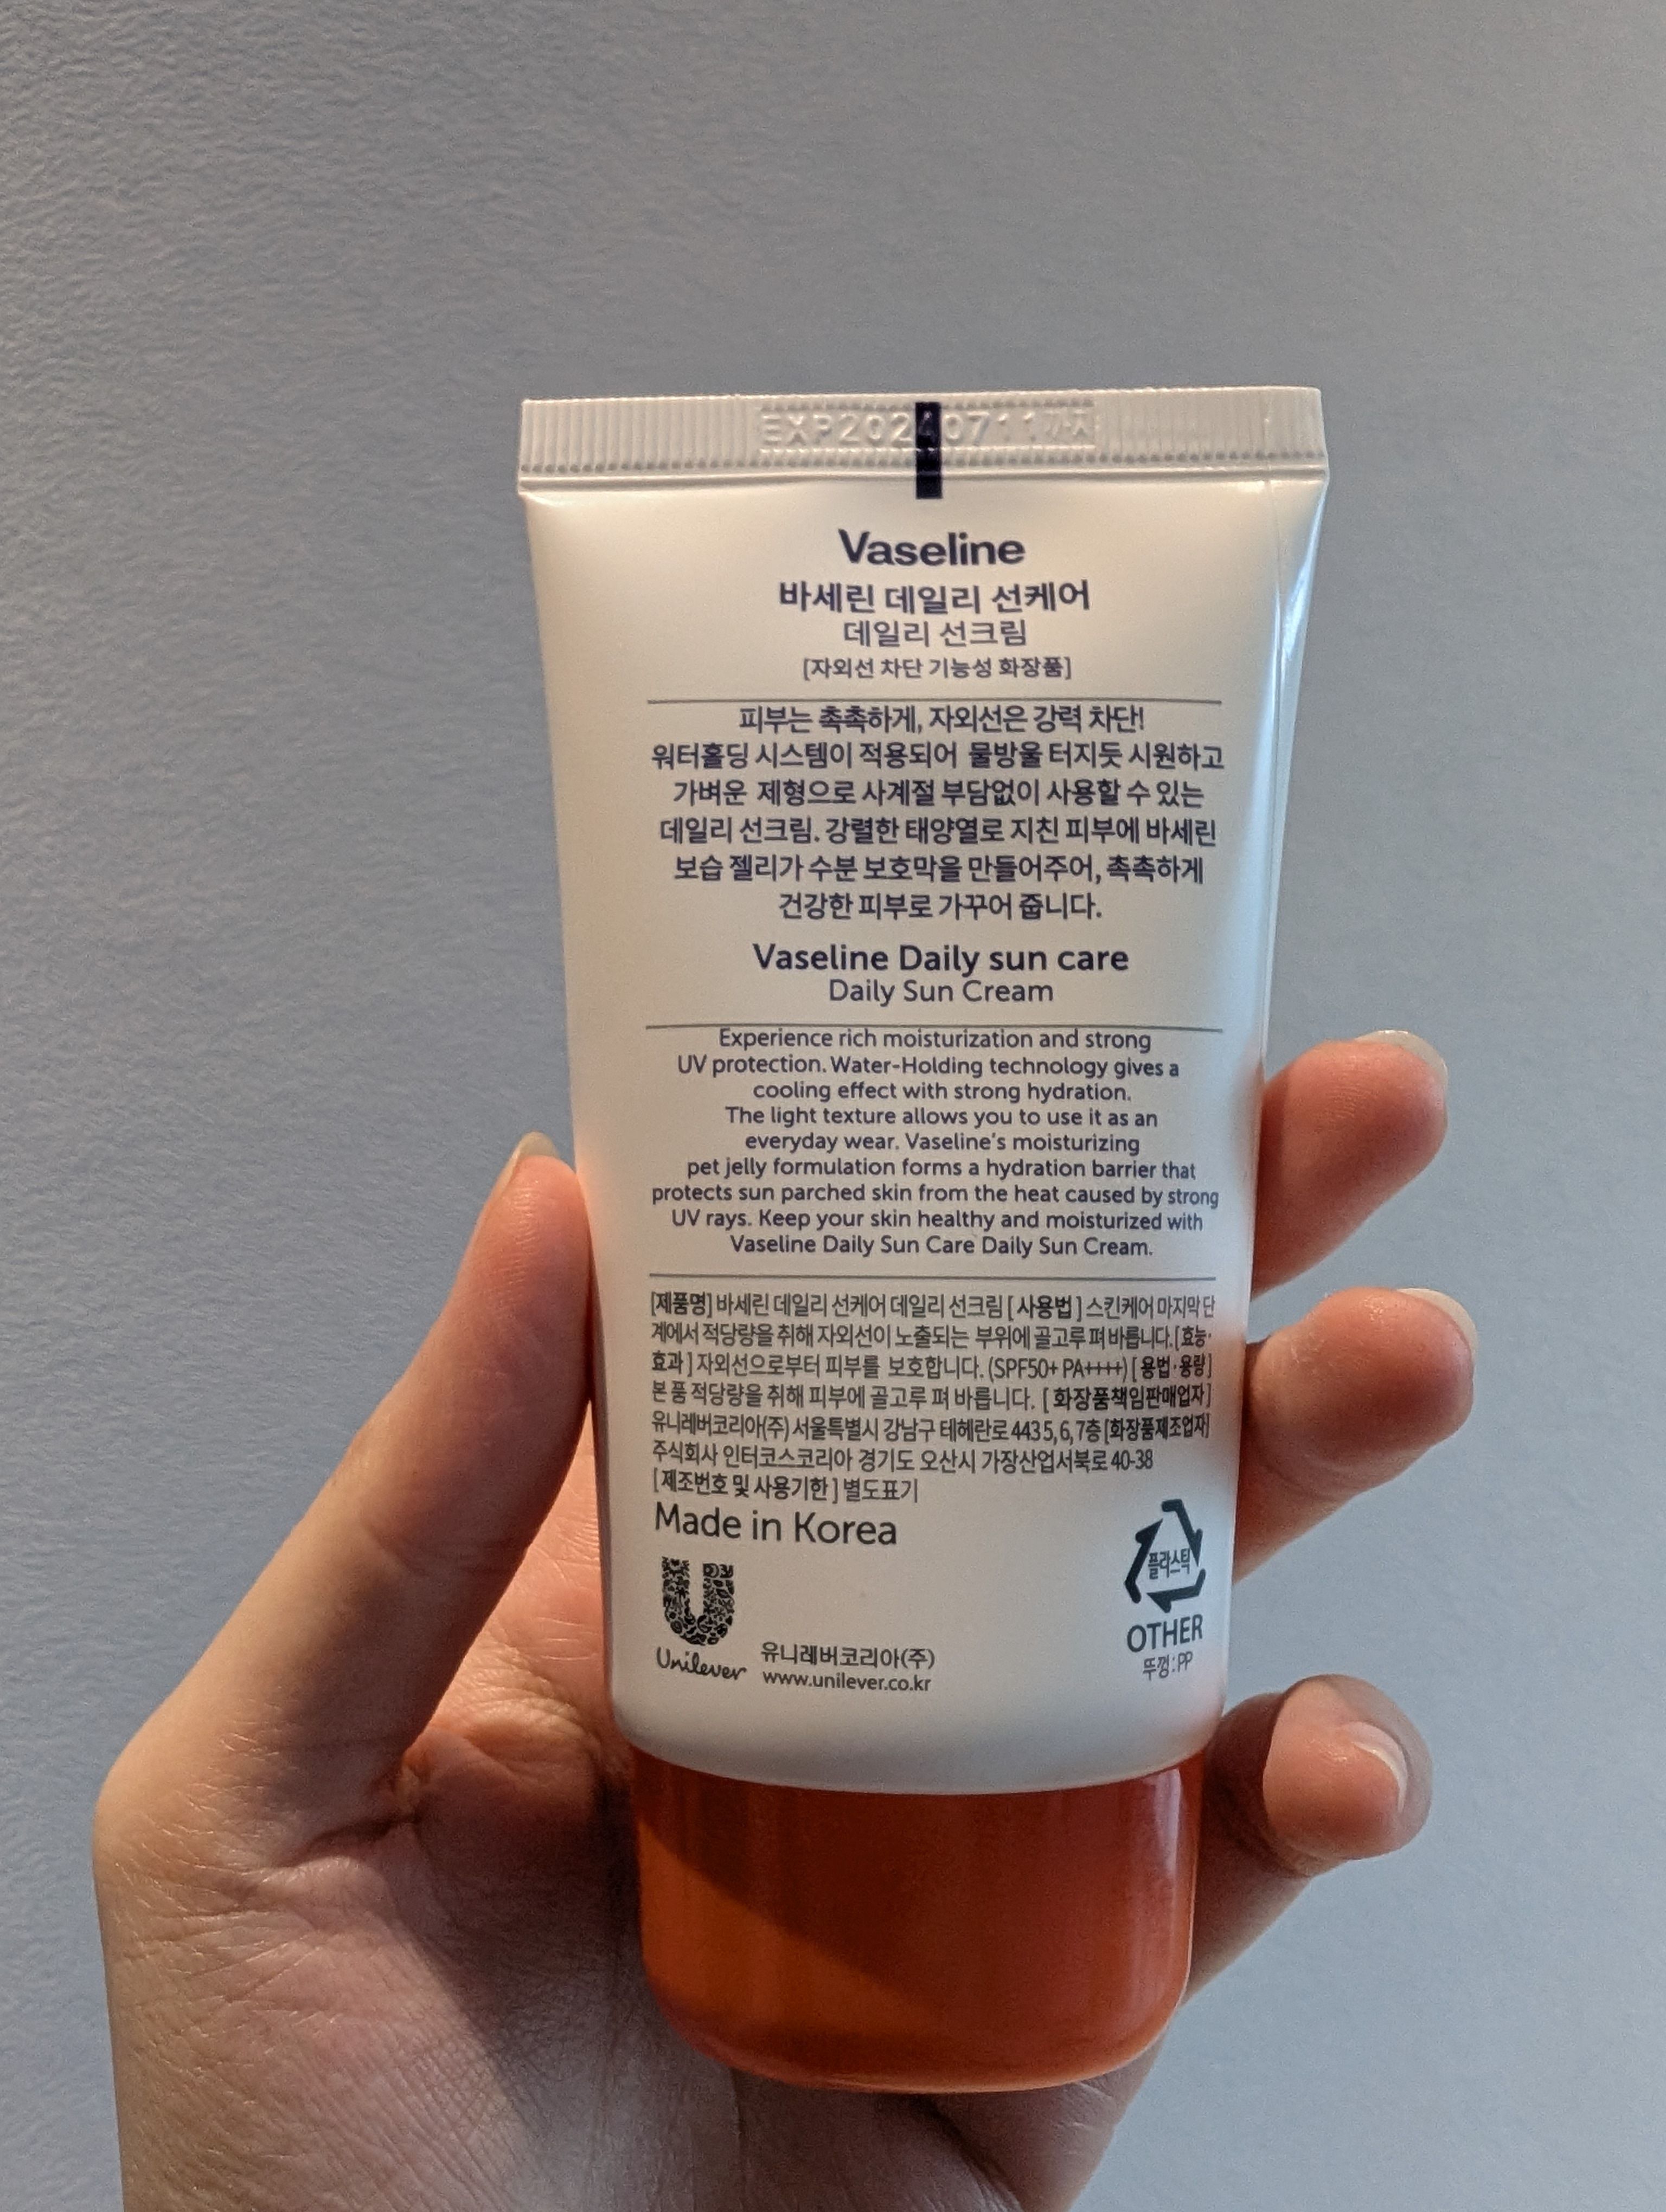 EXP20240711까지
Vaseline
바세린 데일리 선케어
데일리 선크림
[자외선 차단 기능성 화장품]
피부는 촉촉하게, 자외선은 강력 차단!
워터홀딩 시스템이 적용되어 물방울 터지듯 시원하고
가벼운 제형으로 사계절 부담없이 사용할 수 있는
데일리 선크림. 강렬한 태양열로 지친 피부에 바세린
보습 젤리가 수분 보호막을 만들어주어, 촉촉하게
건강한 피부로 가꾸어 줍니다.
Vaseline Daily sun care
Daily Sun Cream
Experience rich moisturization and strong
UV protection. Water-Holding technology gives a
cooling effect with strong hydration.
The light texture allows you to use it as an
everyday wear. Vaseline's moisturizing
pet jelly formulation forms a hydration barrier that
protects sun parched skin from the heat caused by strong
UV rays. Keep your skin healthy and moisturized with
Vaseline Daily Sun Care Daily Sun Cream.
[제품명] 바세린 데일리 선케어 데일리 선크림 [ 사용법 ] 스킨케어 마지막 단
계에서 적당량을 취해 자외선이 노출되는 부위에 골고루 펴 바릅니다. [ 효능·
효과 ] 자외선으로부터 피부를 보호합니다. (SPF50+ PA++++) [ 용법·용량 ]
본 품 적당량을 취해 피부에 골고루 펴 바릅니다. [ 화장품책임판매업자 ]
유니레버코리아(주) 서울특별시 강남구 테헤란로 443 5, 6, 7층 [화장품제조업자]
주식회사 인터코스코리아 경기도 오산시 가장산업서북로 40-38
[ 제조번호 및 사용기한 ] 별도표기
Made in Korea
플라스틱
OTHER
뚜껑 : PP
Unilever
유니레버코리아(주)
www.unilever.co.kr